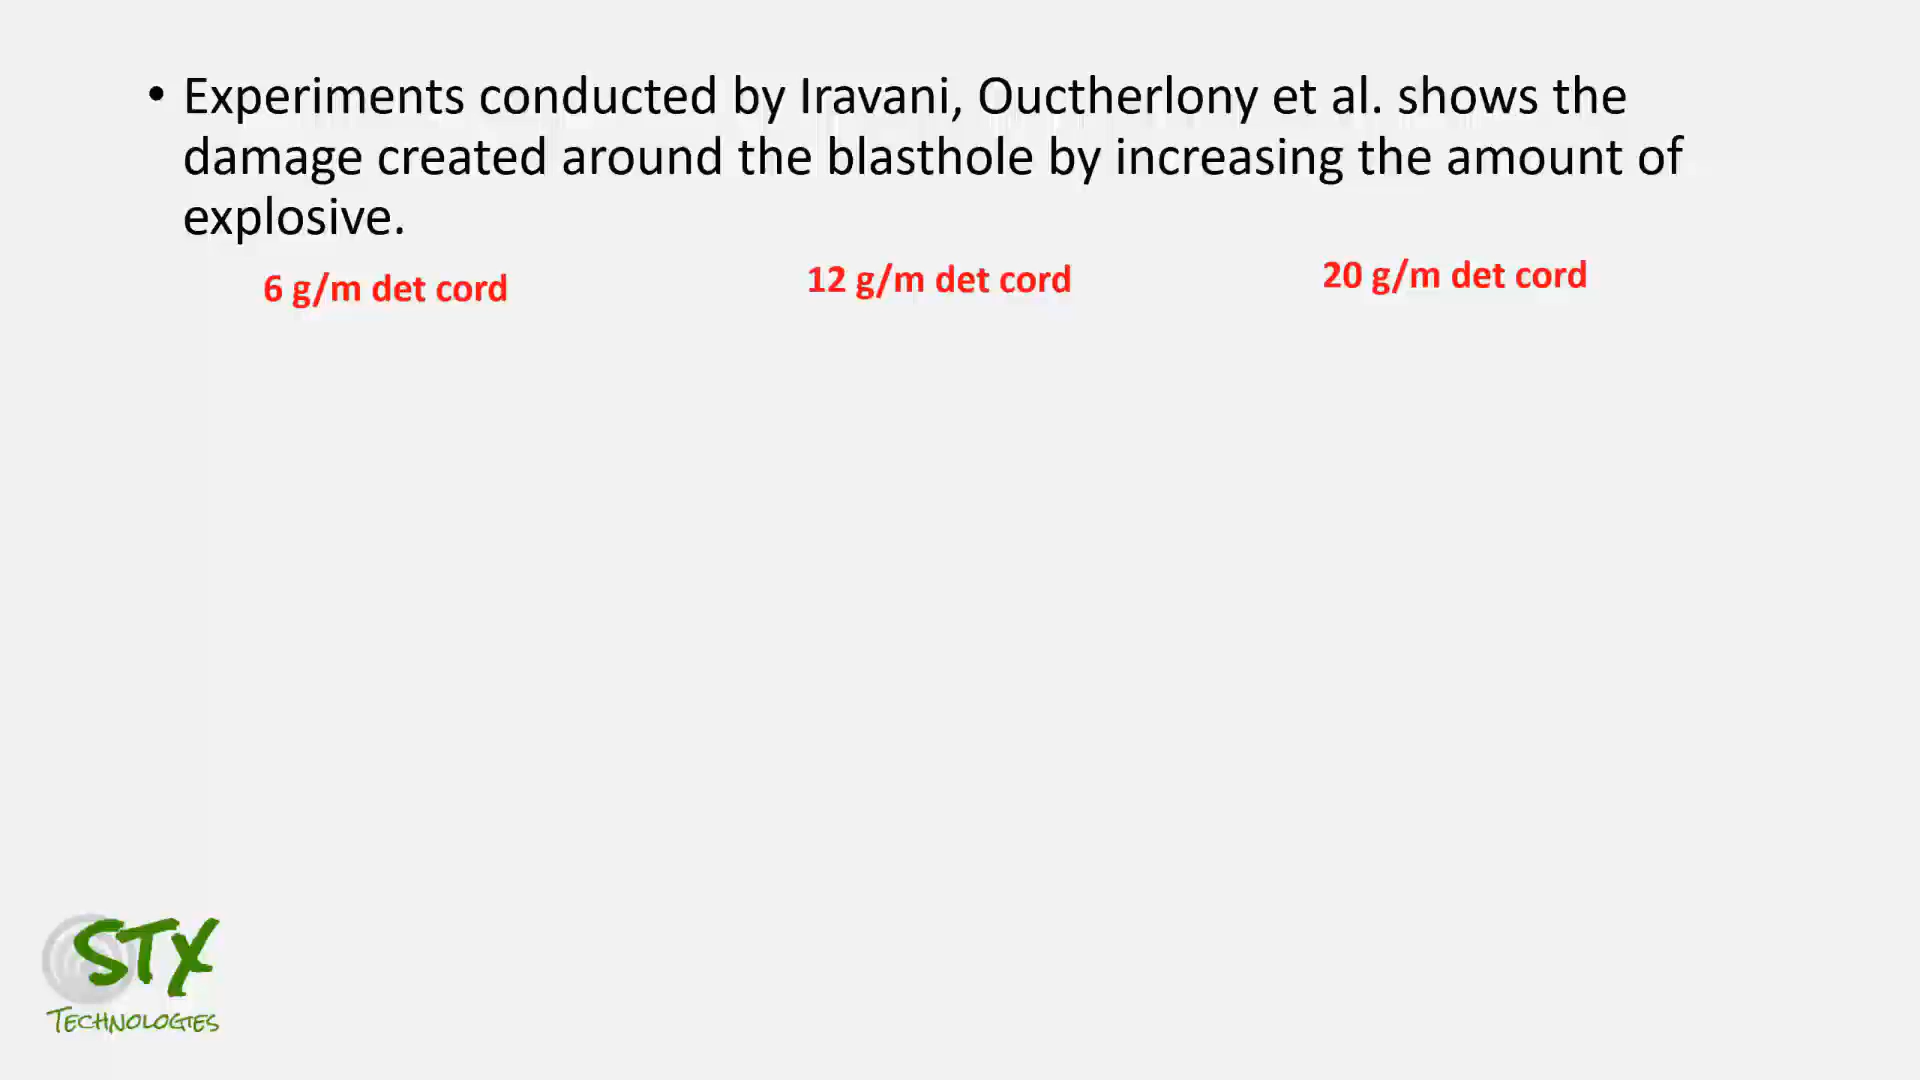 • Experiments conducted by Iravani, Ouctherlony et al. shows the
damage created around the blasthole by increasing the amount of
explosive.
6 g/m det cord
12 g/m det cord
20 g/m det cord
STX
TECHNOLOGIES